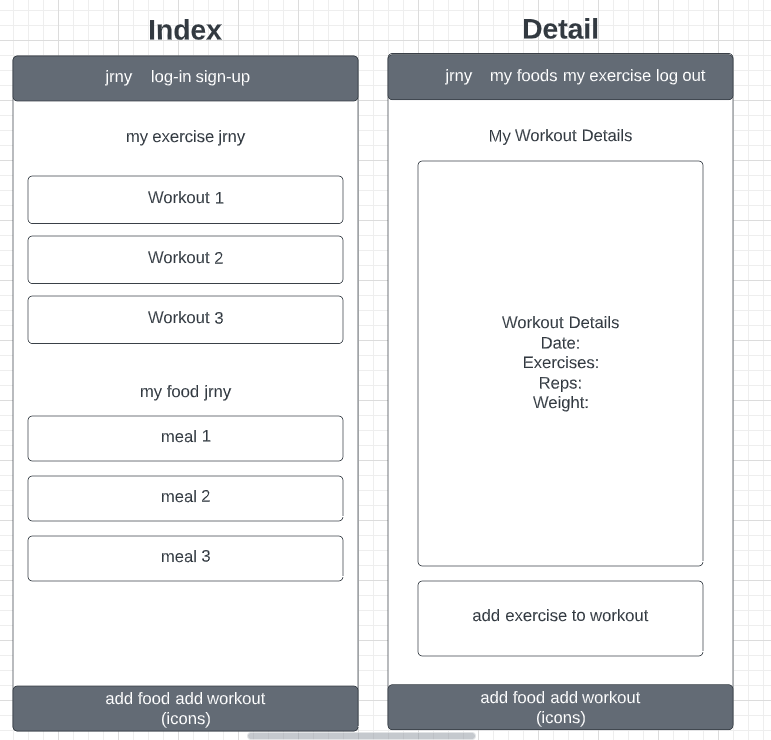 Index
jrny log-in sign-up
my exercise jrny
Workout 1
Workout 2
Workout 3
my food jrny
meal 1
meal 2
meal 3
add food add workout
(icons)
Detail
jrny my foods my exercise log out
My Workout Details
Workout Details
Date:
Exercises:
Reps:
Weight:
add exercise to workout
add food add workout
(icons)